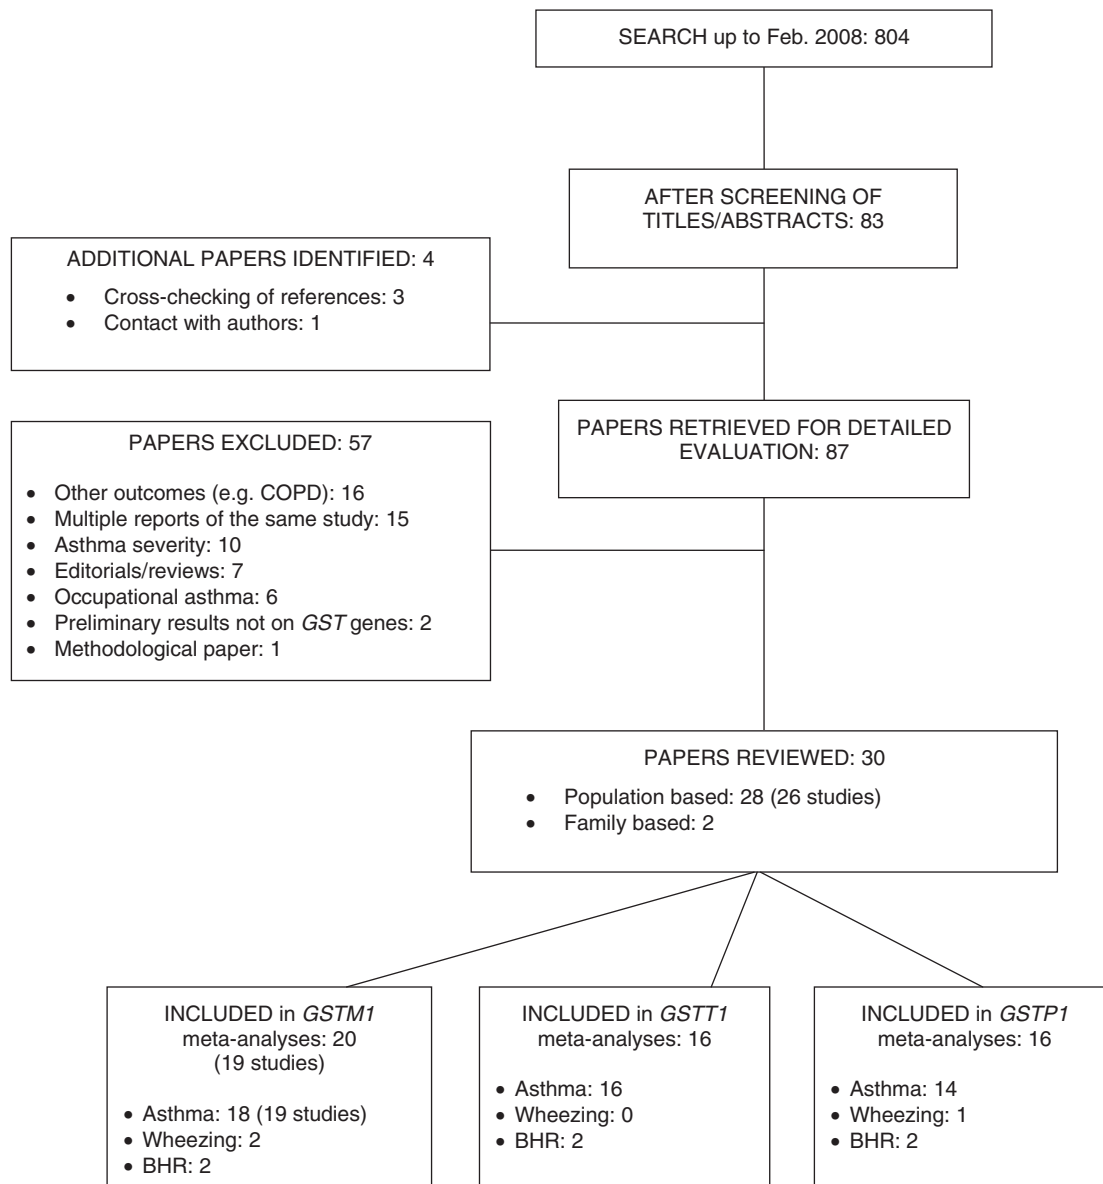 SEARCH up to Feb. 2008: 804
AFTER SCREENING OF
TITLES/ABSTRACTS: 83
ADDITIONAL PAPERS IDENTIFIED: 4
• Cross-checking of references: 3
• Contact with authors: 1
PAPERS RETRIEVED FOR DETAILED
EVALUATION: 87
PAPERS EXCLUDED: 57
• Other outcomes (e.g. COPD): 16
• Multiple reports of the same study: 15
• Asthma severity: 10
• Editorials/reviews: 7
• Occupational asthma: 6
• Preliminary results not on GST genes: 2
• Methodological paper: 1
PAPERS REVIEWED: 30
• Population based: 28 (26 studies)
• Family based: 2
INCLUDED in GSTM1
meta-analyses: 20
(19 studies)
• Asthma: 18 (19 studies)
• Wheezing: 2
• BHR: 2
INCLUDED in GSTT1
meta-analyses: 16
• Asthma: 16
• Wheezing: 0
• BHR: 2
INCLUDED in GSTP1
meta-analyses: 16
• Asthma: 14
• Wheezing: 1
• BHR: 2